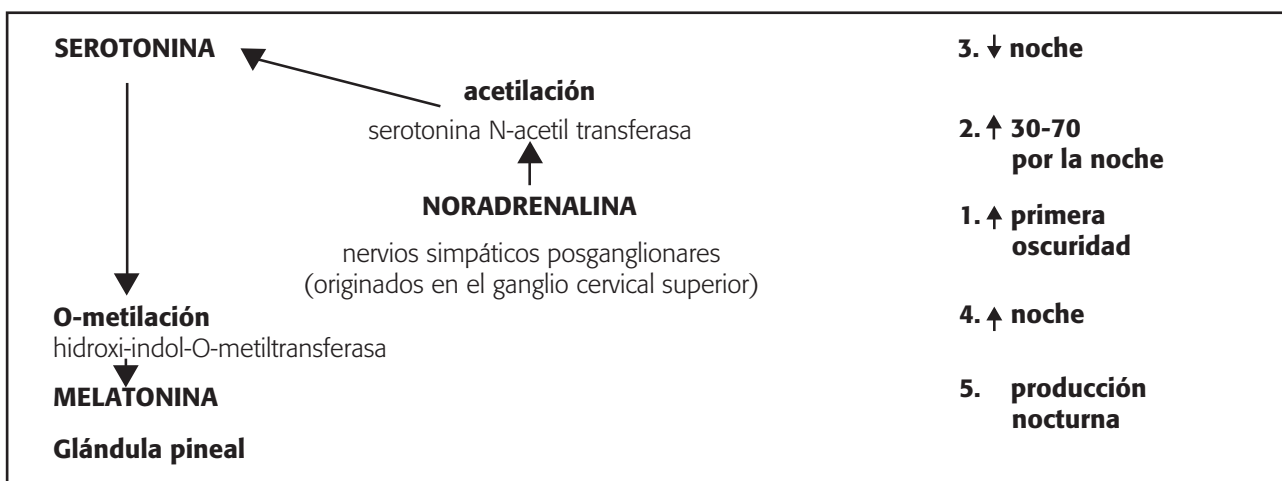 SEROTONINA
acetilación
serotonina N-acetil transferasa
NORADRENALINA
nervios simpáticos posganglionares
(originados en el ganglio cervical superior)
O-metilación
hidroxi-indol-O-metiltransferasa
MELATONINA
Glándula pineal
3. ↓ noche
2. ↑ 30-70
por la noche
1. ↑ primera
oscuridad
4. ↑ noche
5. producción
nocturna